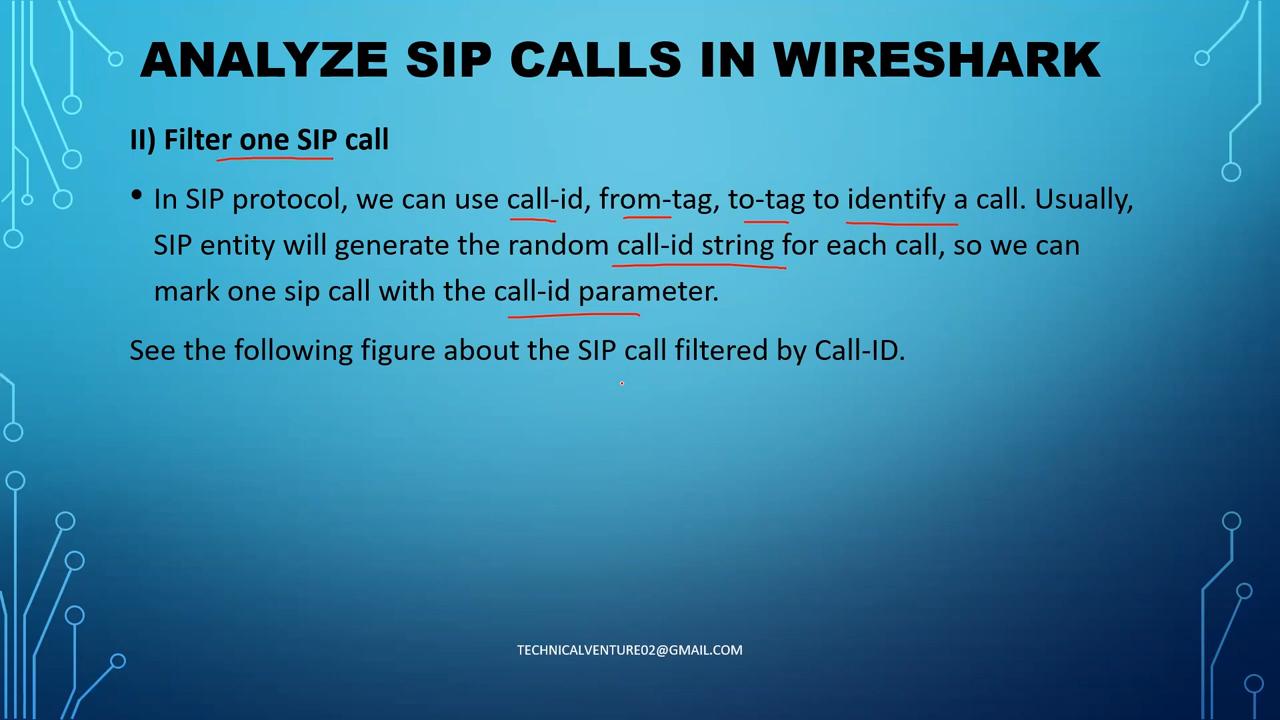 ANALYZE SIP CALLS IN WIRESHARK
II) Filter one SIP call
• In SIP protocol, we can use call-id, from-tag, to-tag to identify a call. Usually,
SIP entity will generate the random call-id string for each call, so we can
mark one sip call with the call-id parameter.
See the following figure about the SIP call filtered by Call-ID.
TECHNICALVENTURE02@GMAIL.COM